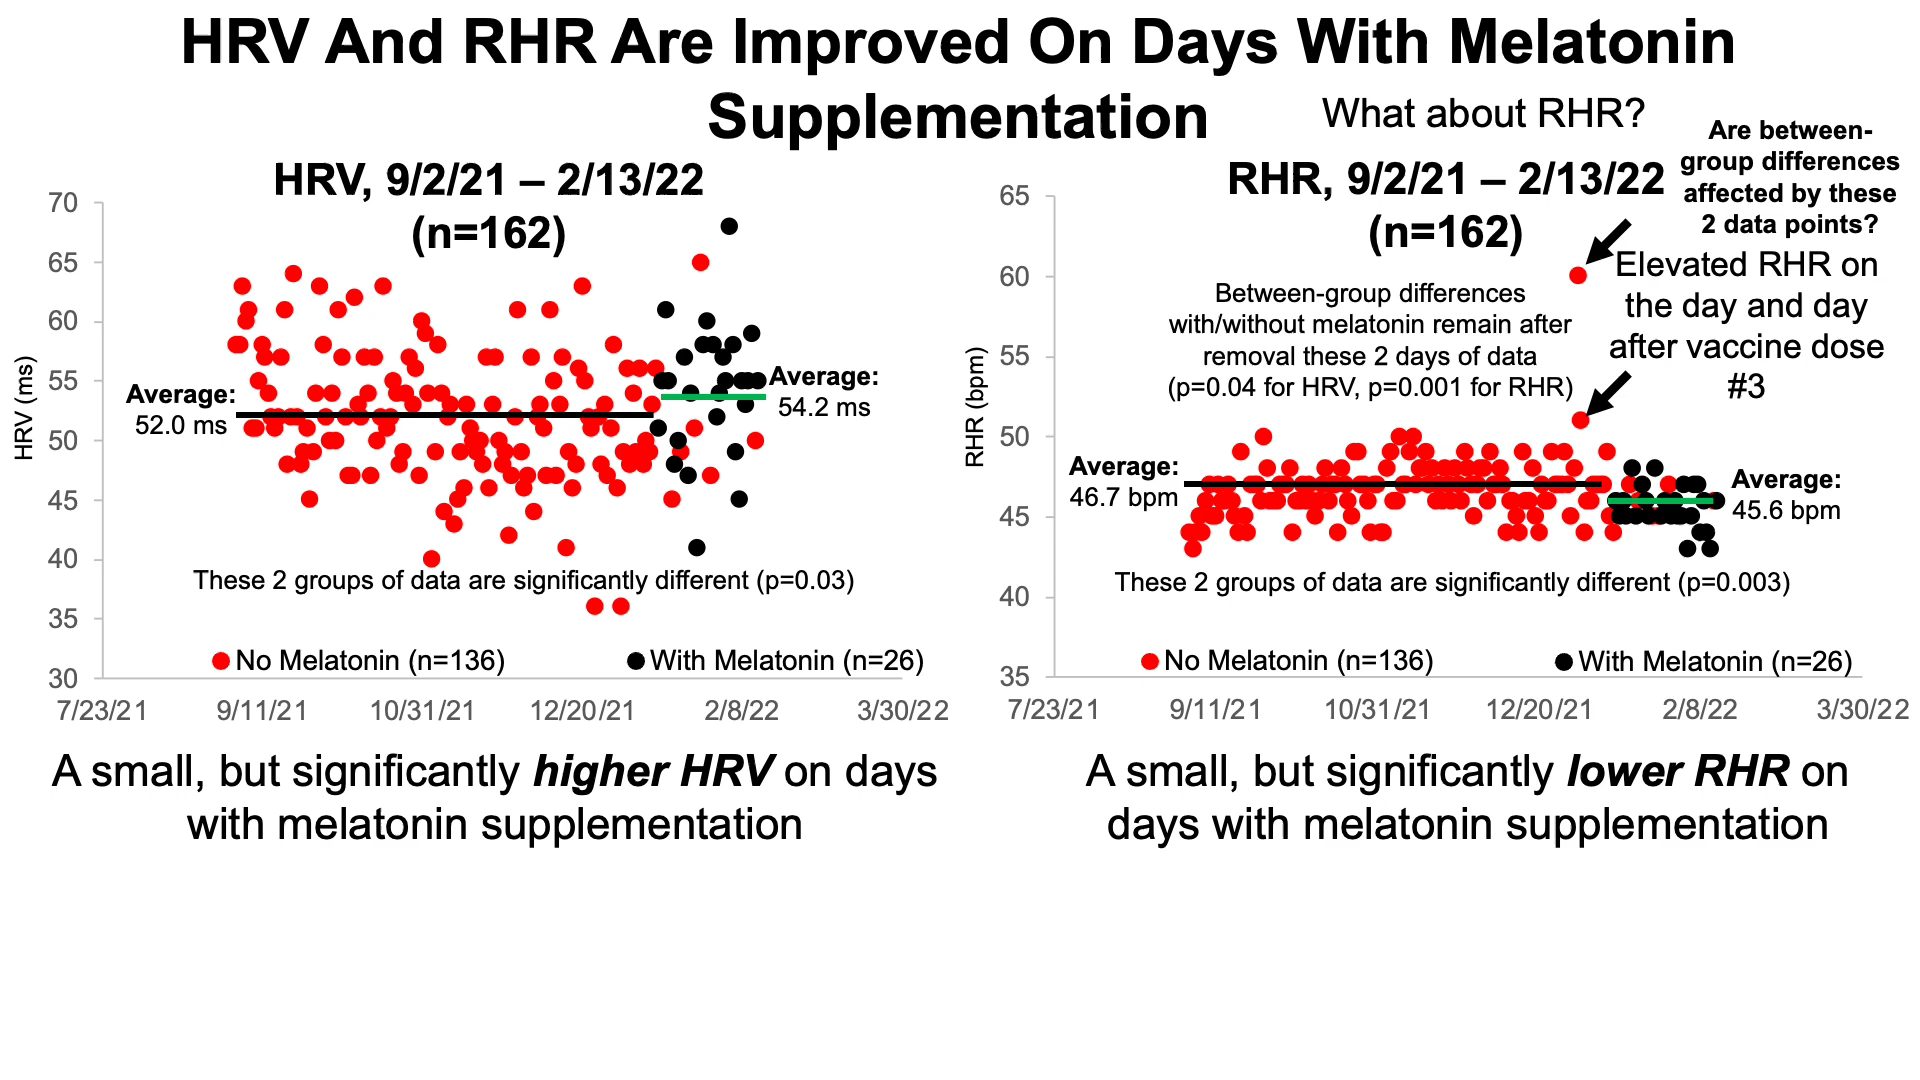 HRV And RHR Are Improved On Days With Melatonin
Supplementation
What about RHR?
Are between-
group differences
affected by these
2 data points?
HRV, 9/2/21 – 2/13/22
(n=162)
70
65
60
55
50
45
40
35
30
HRV (ms)
Average:
52.0 ms
Average:
54.2 ms
These 2 groups of data are significantly different (p=0.03)
No Melatonin (n=136)
With Melatonin (n=26)
7/23/21
9/11/21
10/31/21
12/20/21
2/8/22
3/30/22
A small, but significantly higher HRV on days
with melatonin supplementation
RHR, 9/2/21 – 2/13/22
(n=162)
65
60
55
50
45
40
35
RHR (bpm)
Between-group differences
with/without melatonin remain after
removal these 2 days of data
(p=0.04 for HRV, p=0.001 for RHR)
Elevated RHR on
the day and day
after vaccine dose
#3
Average:
46.7 bpm
Average:
45.6 bpm
These 2 groups of data are significantly different (p=0.003)
No Melatonin (n=136)
With Melatonin (n=26)
7/23/21
9/11/21
10/31/21
12/20/21
2/8/22
3/30/22
A small, but significantly lower RHR on
days with melatonin supplementation